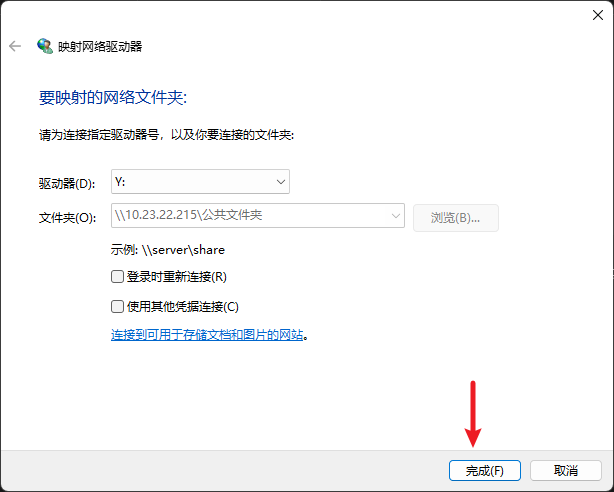 映射网络驱动器
要映射的网络文件夹:
请为连接指定驱动器号，以及你要连接的文件夹:
驱动器(D): Y:
文件夹(O): \\10.23.22.215\公共文件夹 浏览(B)...
示例: \\server\share
登录时重新连接(R)
使用其他凭据连接(C)
连接到可用于存储文档和图片的网站。
完成(F) 取消